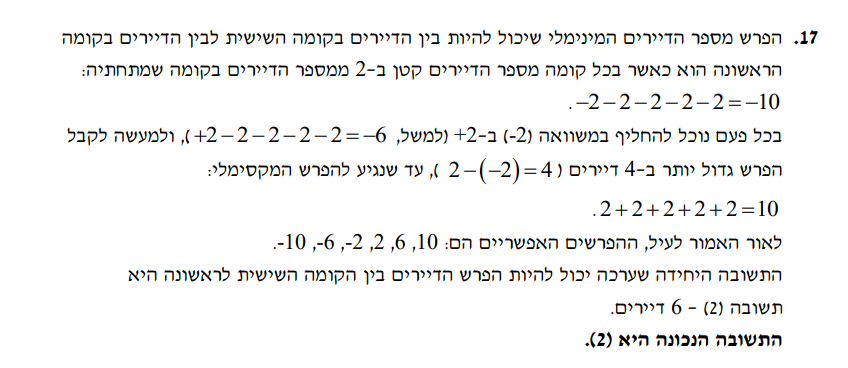 17. הפרש מספר הדיירים המינימלי שיכול להיות בין הדיירים בקומה השישית לבין הדיירים בקומה
הראשונה הוא כאשר בכל קומה מספר הדיירים קטן ב-2 ממספר הדיירים בקומה שמתחתיה:
−2−2−2−2−2=−10.
בכל פעם נוכל להחליף במשוואה (-2) ב-2+ (למשל, +2−2−2−2−2=−6), ולמעשה לקבל
הפרש גדול יותר ב-4 דיירים (2−(−2)=4), עד שנגיע להפרש המקסימלי:
2+2+2+2+2=10.
לאור האמור לעיל, ההפרשים האפשריים הם: 10, 6, 2, -2, -6, -10.
התשובה היחידה שערכה יכול להיות הפרש הדיירים בין הקומה השישית לראשונה היא
תשובה (2) - 6 דיירים.
התשובה הנכונה היא (2).